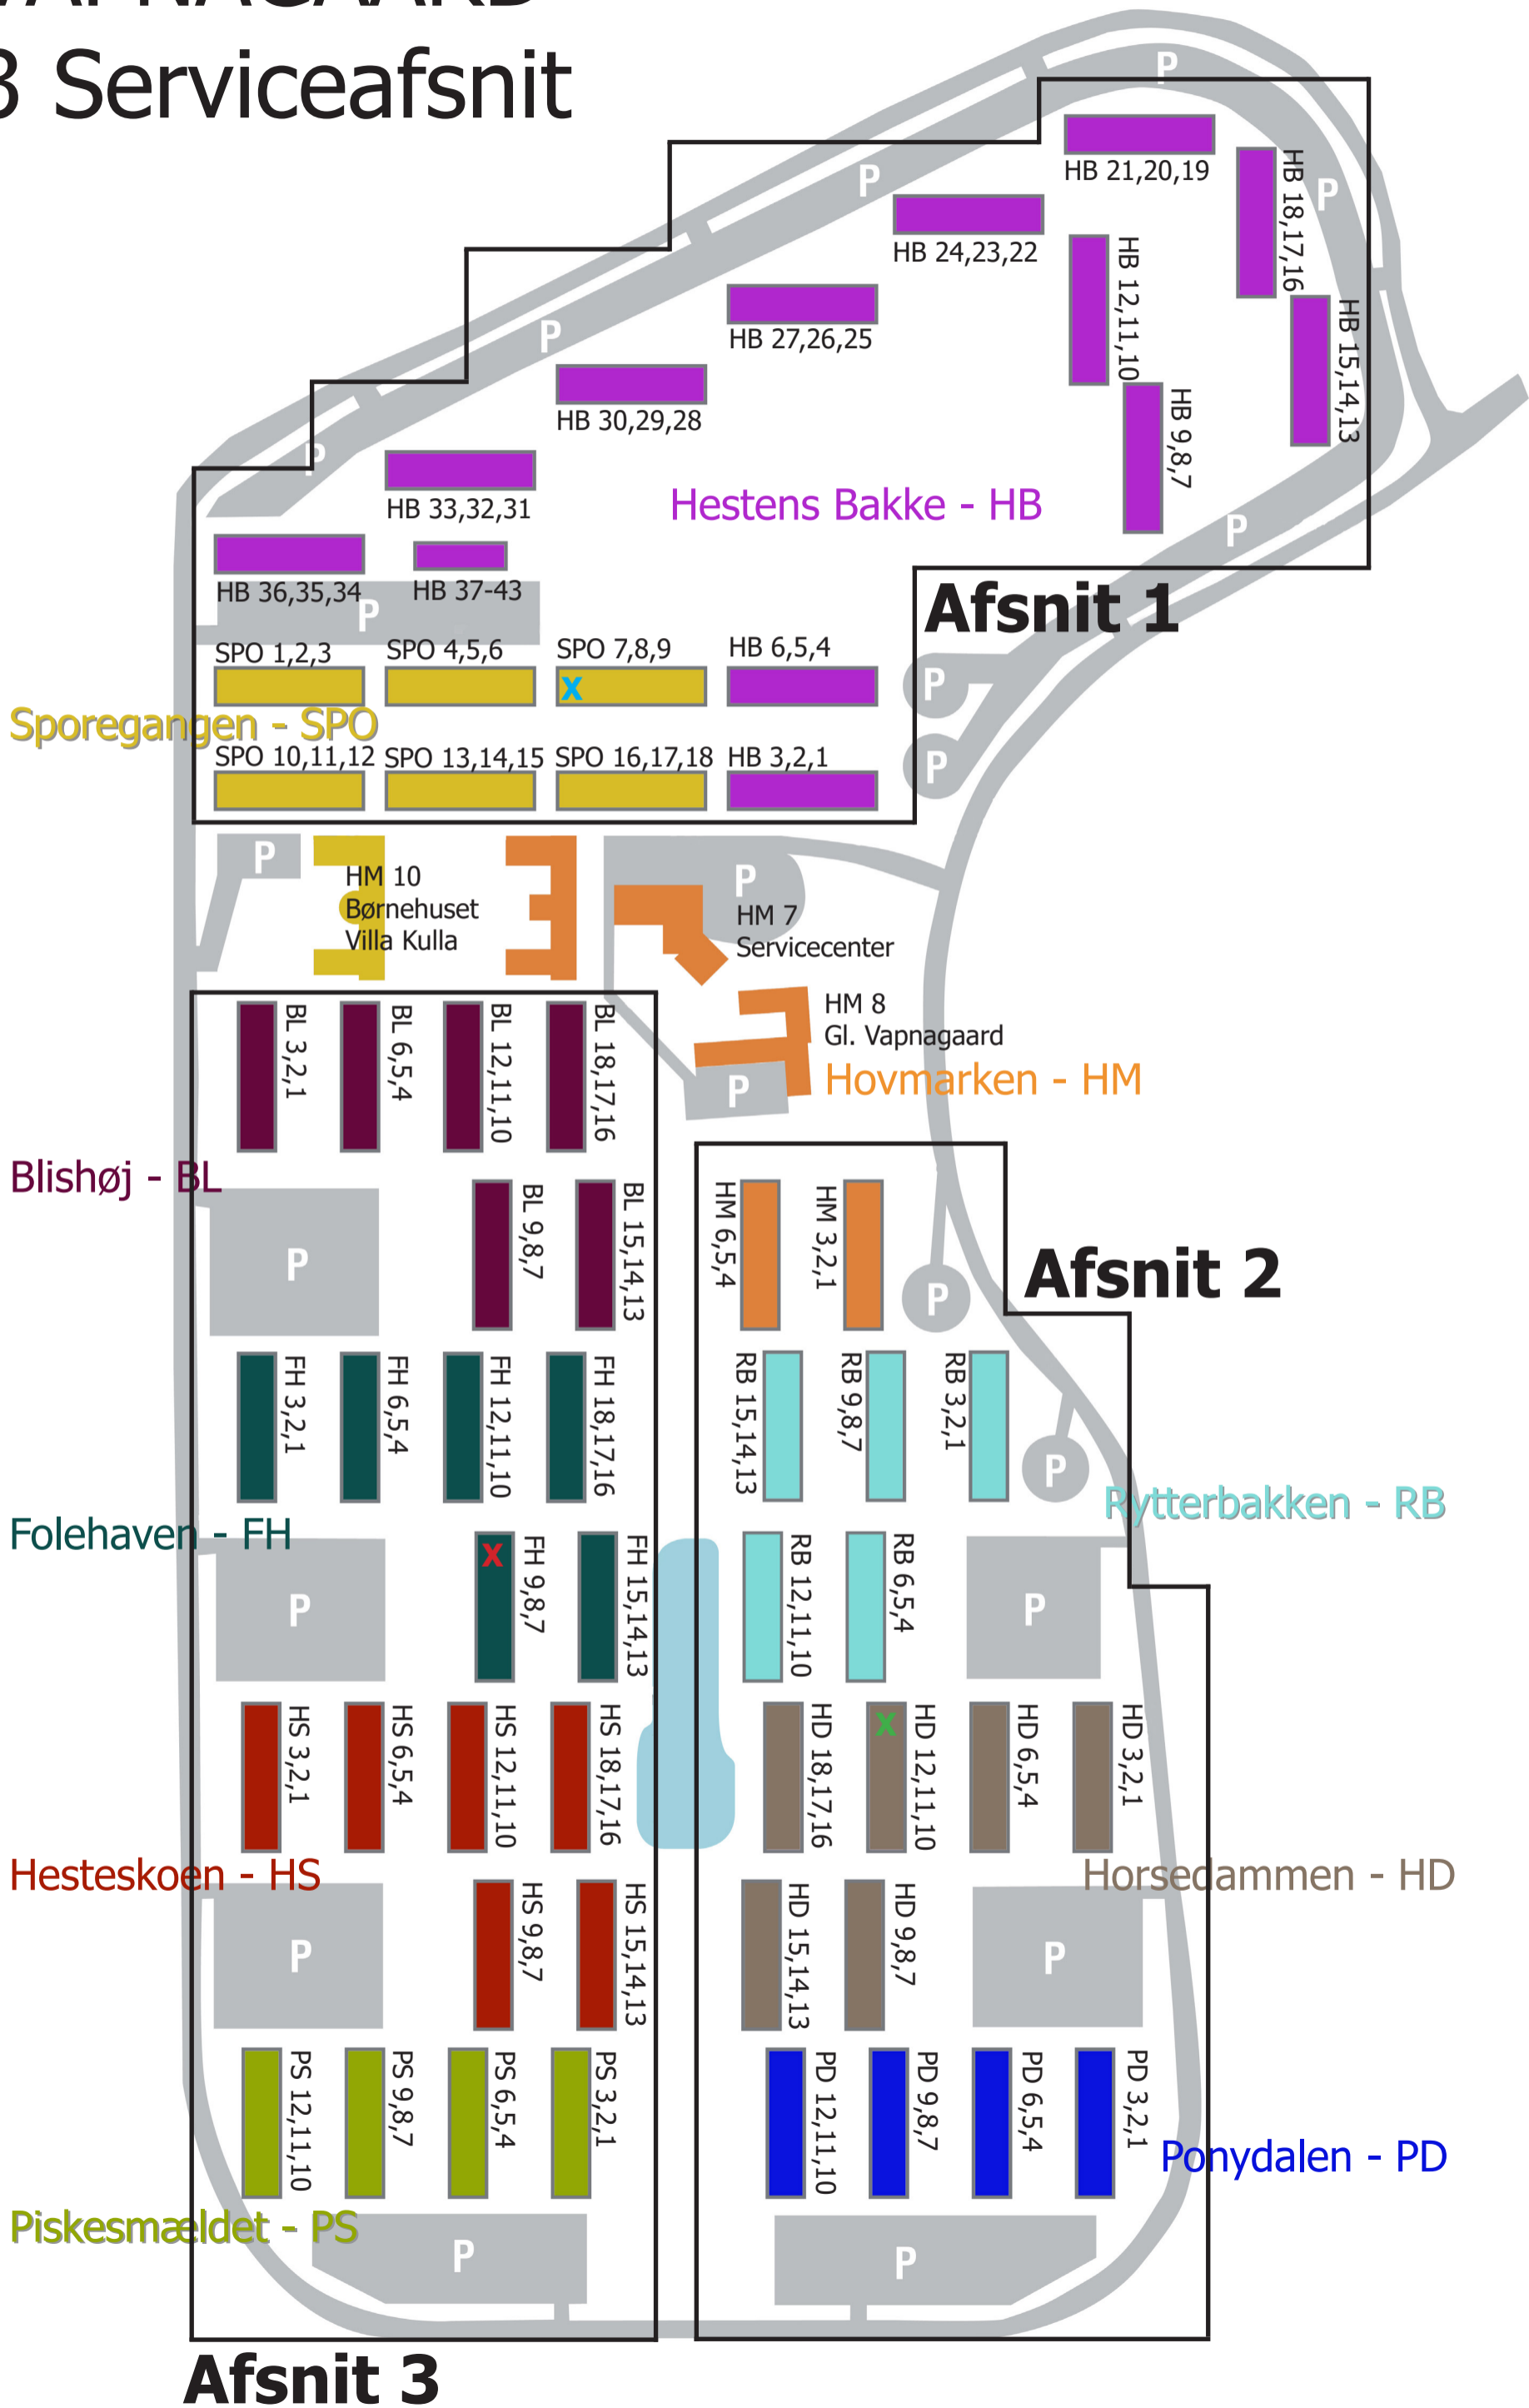 3 Serviceafsnit
P
HB 21,20,19
HB 18,17,16
P
P
HB 24,23,22
HB 12,11,10
HB 27,26,25
HB 15,14,13
P
HB 30,29,28
HB 9,8,7
P
HB 33,32,31
Hestens Bakke - HB
P
HB 36,35,34
HB 37-43
P
Afsnit 1
SPO 1,2,3
SPO 4,5,6
SPO 7,8,9
HB 6,5,4
x
P
Sporegangen - SPO
SPO 10,11,12
SPO 13,14,15
SPO 16,17,18
HB 3,2,1
P
P
HM 10
Børnehuset
Villa Kulla
P
HM 7
Servicecenter
HM 8
Gl. Vapnagaard
Hovmarken - HM
P
BL 3,2,1
BL 6,5,4
BL 12,11,10
BL 18,17,16
Blishøj - BL
P
BL 9,8,7
BL 15,14,13
HM 6,5,4
HM 3,2,1
P
Afsnit 2
FH 3,2,1
FH 6,5,4
FH 12,11,10
FH 18,17,16
RB 15,14,13
RB 9,8,7
RB 3,2,1
P
Rytterbakken - RB
Folehaven - FH
P
x
FH 9,8,7
FH 15,14,13
RB 12,11,10
RB 6,5,4
P
HS 3,2,1
HS 6,5,4
HS 12,11,10
HS 18,17,16
HD 18,17,16
x
HD 12,11,10
HD 6,5,4
HD 3,2,1
Hesteskoen - HS
Horsedammen - HD
P
HS 9,8,7
HS 15,14,13
HD 15,14,13
HD 9,8,7
P
PS 12,11,10
PS 9,8,7
PS 6,5,4
PS 3,2,1
PD 12,11,10
PD 9,8,7
PD 6,5,4
PD 3,2,1
Ponydalen - PD
Piskesmældet - PS
P
P
Afsnit 3